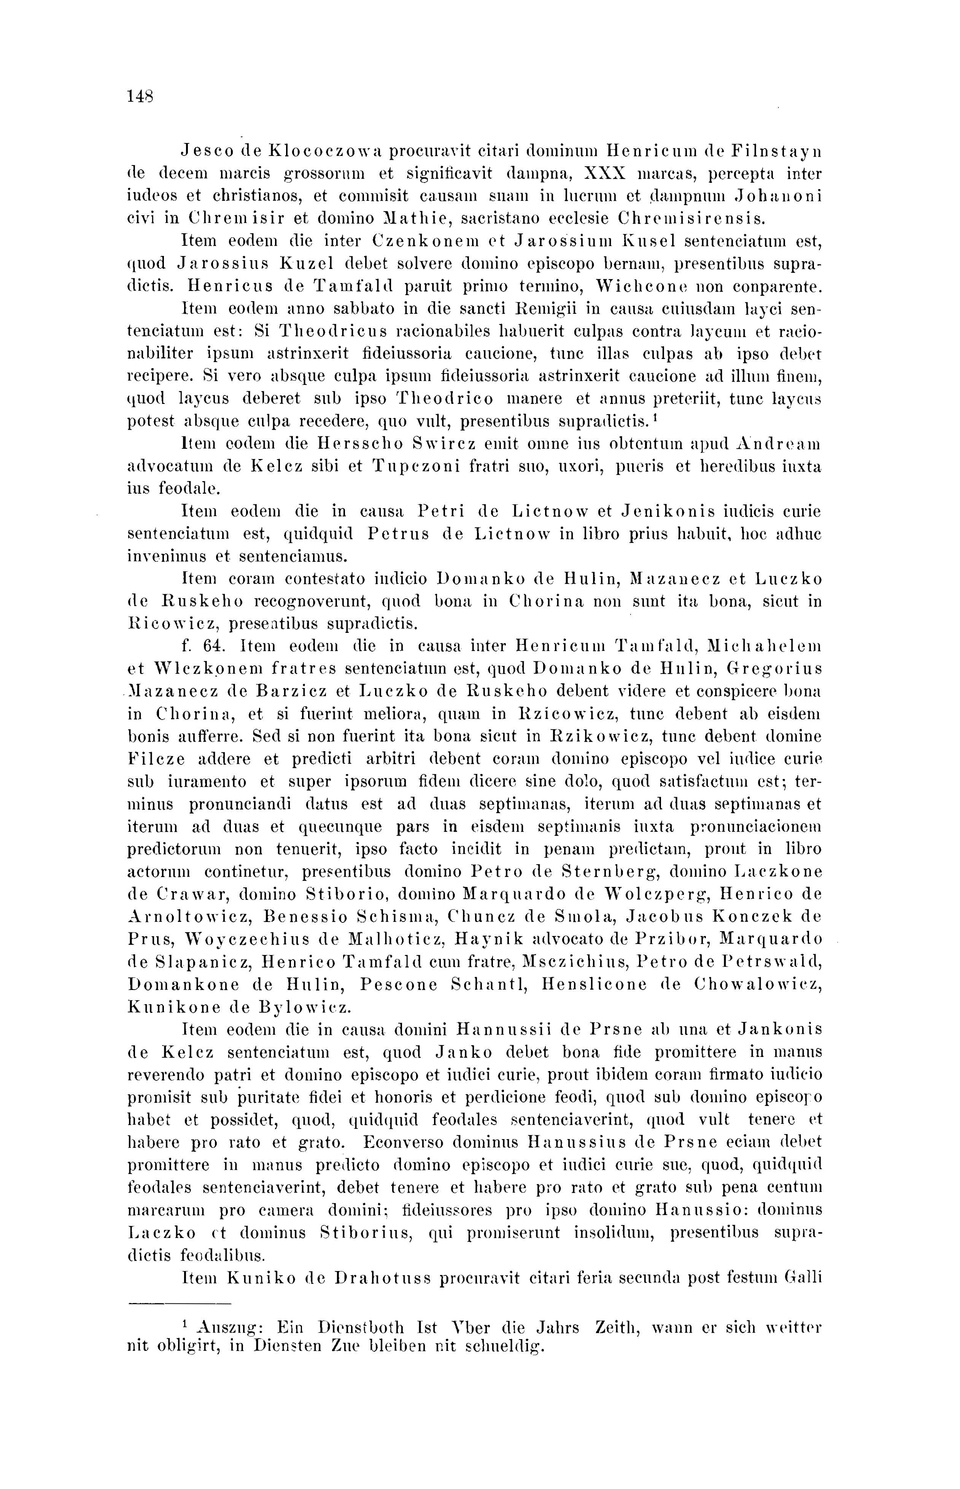 148
Jesco de Klococzowa procuravit citari dominum Henricum de Filnstayn
de decem marcis grossorum et significavit dampna, XXX marcas, percepta inter
iudeos et christianos, et commisit causam suam in lucrum et dampnum Johanoni
civi in Chremisir et domino Mathie, sacristano ecclesie Chremisirensis.
Item eodem die inter Czenkonem et Jarossium Kusel sentenciatum est,
quod Jarossius Kuzel debet solvere domino episcopo bernam, presentibus supra-
dictis. Henricus de Tamfald paruit primo termino, Wichcone non conparente.
Item eodem anno sabbato in die sancti Remigii in causa cuiusdam layci sen-
tenciatum est: Si Theodricus racionabiles habuerit culpas contra laycum et racio-
nabiliter ipsum astrinxerit fideiussoria caucione, tunc illas culpas ab ipso debet
recipere. Si vero absque culpa ipsum fideiussoria astrinxerit caucione ad illum finem,
quod laycus deberet sub ipso Theodrico manere et annus preteriit, tunc laycus
potest absque culpa recedere, quo vult, presentibus supradictis.¹
Item eodem die Hersscho Swircz emit omne ius obtentum apud Andream
advocatum de Kelcz sibi et Tupczoni fratri suo, uxori, pueris et heredibus iuxta
ius feodale.
Item eodem die in causa Petri de Lictnow et Jenikonis iudicis curie
sentenciatum est, quidquid Petrus de Lictnow in libro prius habuit, hoc adhuc
invenimus et sentenciamus.
Item coram contestato iudicio Domanko de Hulin, Mazanecz et Luczko
de Ruskeho recognoverunt, quod bona in Chorina non sunt ita bona, sicut in
Ricowicz, presentibus supradictis.
f. 64. Item eodem die in causa inter Henricum Tamfald, Michahelem
et Wlczkonem fratres sentenciatum est, quod Domanko de Hulin, Gregorius
Mazanecz de Barzicz et Luczko de Ruskeho debent videre et conspicere bona
in Chorina, et si fuerint meliora, quam in Rzicowicz, tunc debent ab eisdem
bonis aufferre. Sed si non fuerint ita bona sicut in Rzikowicz, tunc debent domine
Filcze addere et predicti arbitri debent coram domino episcopo vel iudice curie
sub iuramento et super ipsorum fidem dicere sine dolo, quod satisfactum est; ter-
minus pronunciandi datus est ad duas septimanas, iterum ad duas septimanas et
iterum ad duas et quecunque pars in eisdem septimanis iuxta pronunciacionem
predictorum non tenuerit, ipso facto incidit in penam predictam, prout in libro
actorum continetur, presentibus domino Petro de Sternberg, domino Laczkone
de Crawar, domino Stiborio, domino Marquardo de Wolczperg, Henrico de
Arnoltowicz, Benessio Schisma, Chuncz de Smola, Jacobus Konczek de
Prus, Woyczechius de Malhoticz, Haynik advocato de Przibor, Marquardo
de Slapanicz, Henrico Tamfald cum fratre, Msczichius, Petro de Petrswald,
Domankone de Hulin, Pescone Schantl, Henslicone de Chowalowicz,
Kunikone de Bylowicz.
Item eodem die in causa domini Hannussii de Prsne ab una et Jankonis
de Kelcz sentenciatum est, quod Janko debet bona fide promittere in manus
reverendo patri et domino episcopo et iudici curie, prout ibidem coram firmato iudicio
promisit sub puritate fidei et honoris et perdicione feodi, quod sub domino episcopo
habet et possidet, quod, quidquid feodales sentenciaverint, quod vult tenere et
habere pro rato et grato. Econverso dominus Hanussius de Prsne eciam debet
promittere in manus predicto domino episcopo et iudici curie sue, quod, quidquid
feodales sentenciaverint, debet tenere et habere pro rato et grato sub pena centum
marcarum pro camera domini; fideiussores pro ipso domino Hanussio: dominus
Laczko et dominus Stiborius, qui promiserunt insolidum, presentibus supra-
dictis feodalibus.
Item Kuniko de Drahotuss procuravit citari feria secunda post festum Galli
¹ Auszug: Ein Dienstboth Ist Vber die Jahrs Zeith, wann er sich weitter
nit obligirt, in Diensten Zue bleiben nit schueldig.